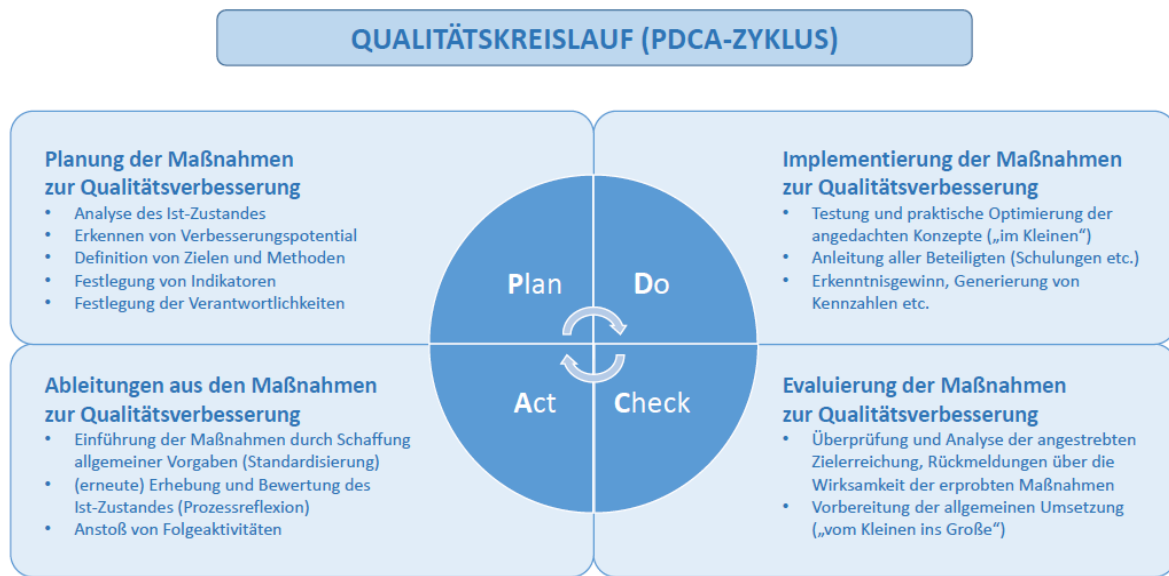 QUALITÄTSKREISLAUF (PDCA-ZYKLUS)
Planung der Maßnahmen
zur Qualitätsverbesserung
• Analyse des Ist-Zustandes
• Erkennen von Verbesserungspotential
• Definition von Zielen und Methoden
• Festlegung von Indikatoren
• Festlegung der Verantwortlichkeiten
Implementierung der Maßnahmen
zur Qualitätsverbesserung
• Testung und praktische Optimierung der
angedachten Konzepte („im Kleinen“)
• Anleitung aller Beteiligten (Schulungen etc.)
• Erkenntnisgewinn, Generierung von
Kennzahlen etc.
Plan
Do
Act
Check
Ableitungen aus den Maßnahmen
zur Qualitätsverbesserung
• Einführung der Maßnahmen durch Schaffung
allgemeiner Vorgaben (Standardisierung)
• (erneute) Erhebung und Bewertung des
Ist-Zustandes (Prozessreflexion)
• Anstoß von Folgeaktivitäten
Evaluierung der Maßnahmen
zur Qualitätsverbesserung
• Überprüfung und Analyse der angestrebten
Zielerreichung, Rückmeldungen über die
Wirksamkeit der erprobten Maßnahmen
• Vorbereitung der allgemeinen Umsetzung
(„vom Kleinen ins Große“)